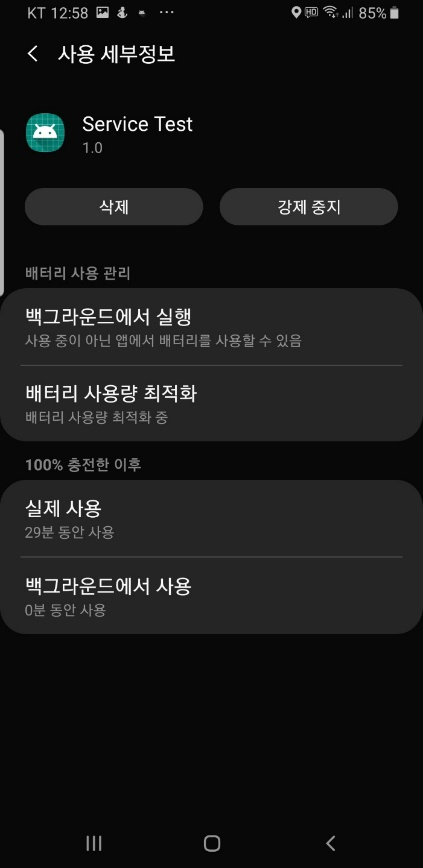 KT 12:58 85%
사용 세부정보
Service Test
1.0
삭제 강제 중지
배터리 사용 관리
백그라운드에서 실행
사용 중이 아닌 앱에서 배터리를 사용할 수 있음
배터리 사용량 최적화
배터리 사용량 최적화 중
100% 충전한 이후
실제 사용
29분 동안 사용
백그라운드에서 사용
0분 동안 사용